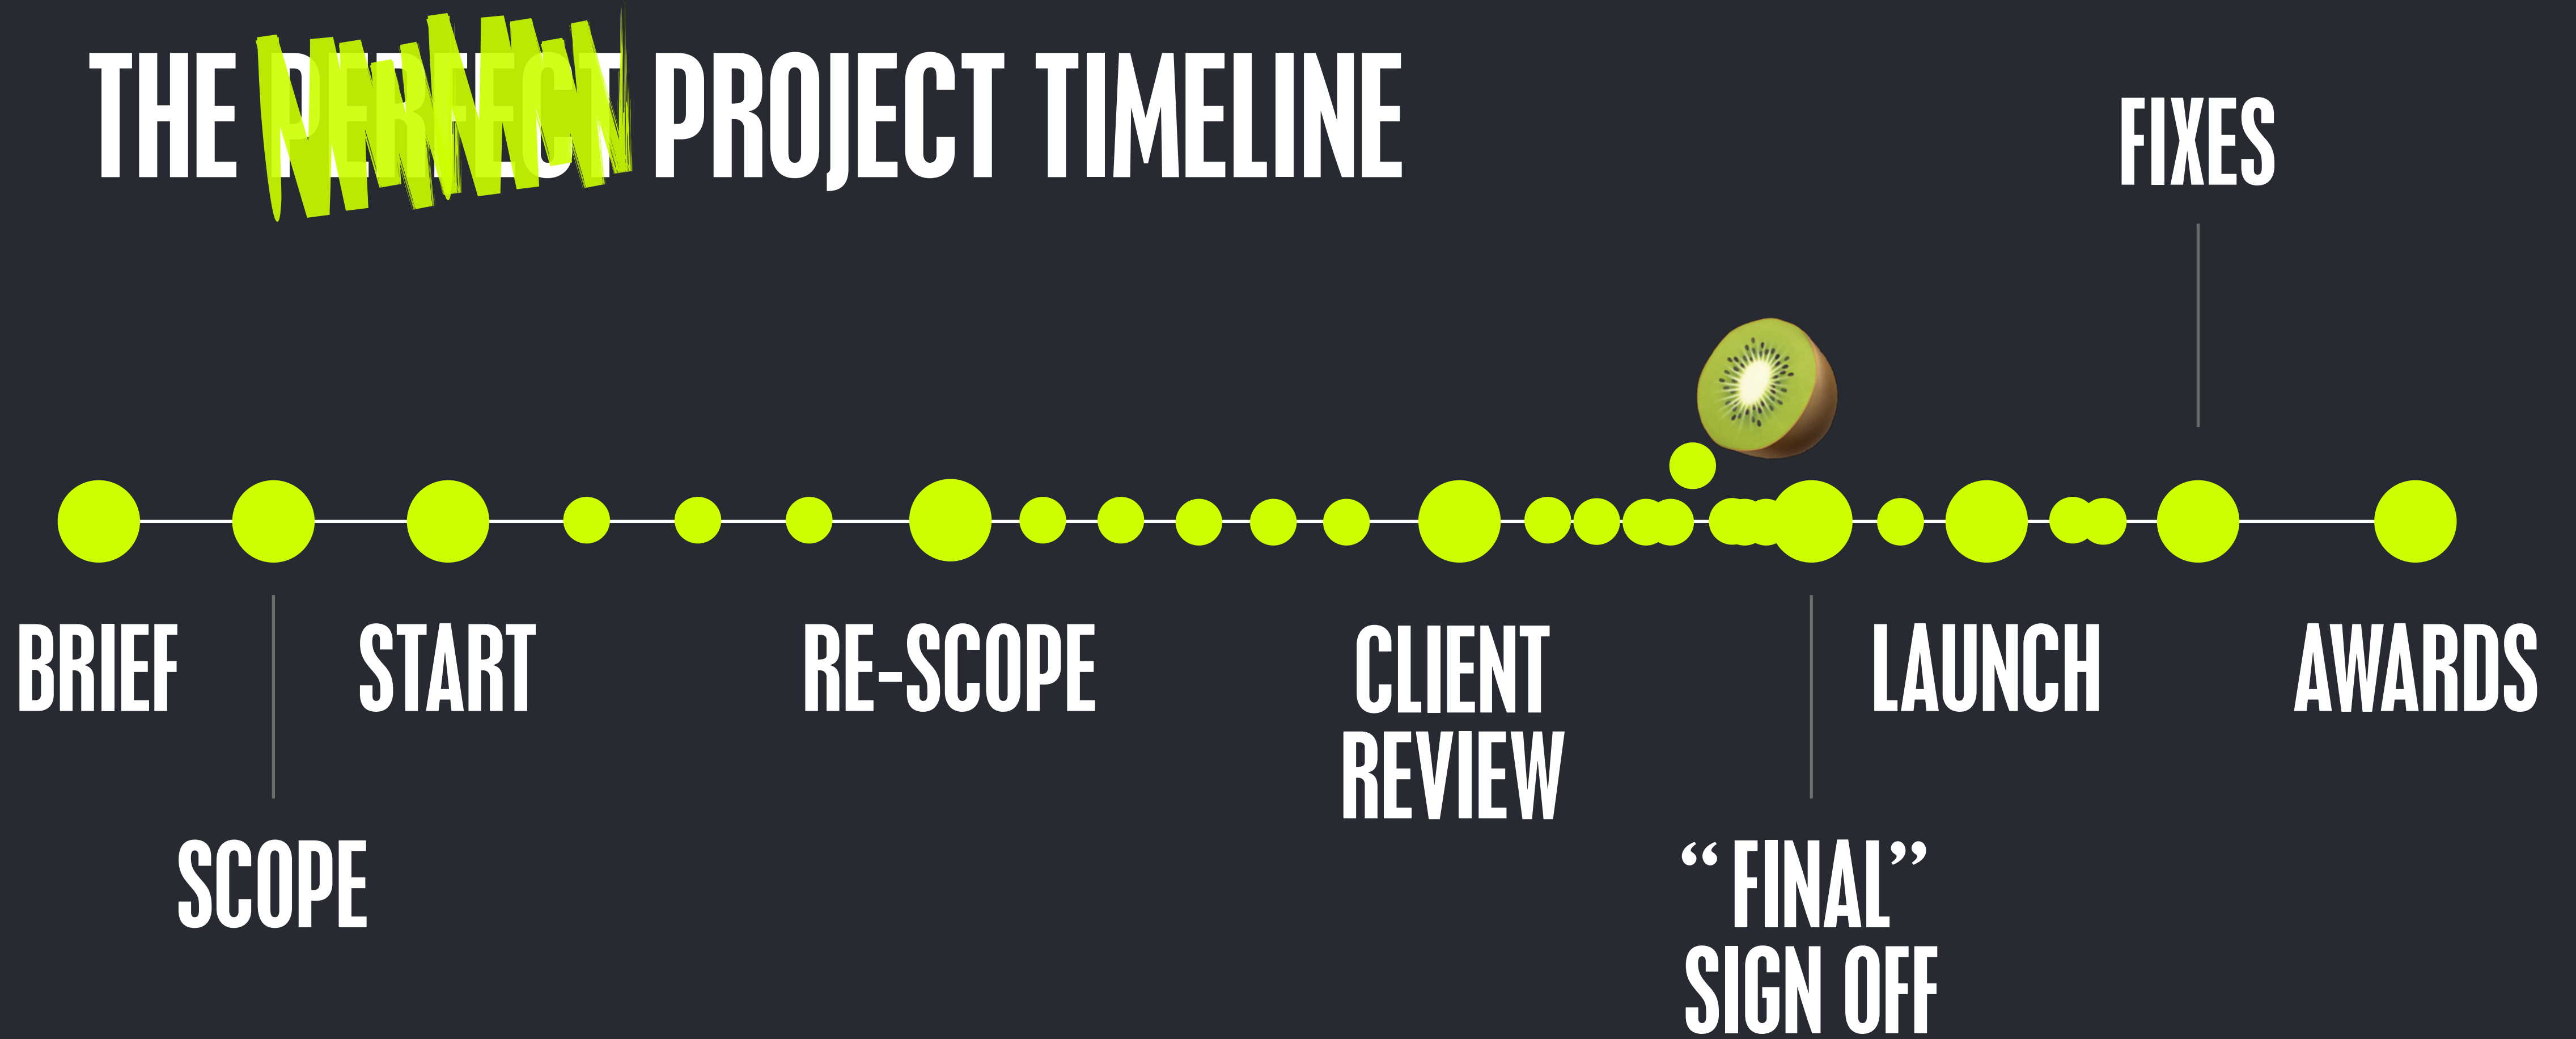 THE PERFECT PROJECT TIMELINE
FIXES
BRIEF
SCOPE
START
RE-SCOPE
CLIENT
REVIEW
“FINAL”
SIGN OFF
LAUNCH
AWARDS